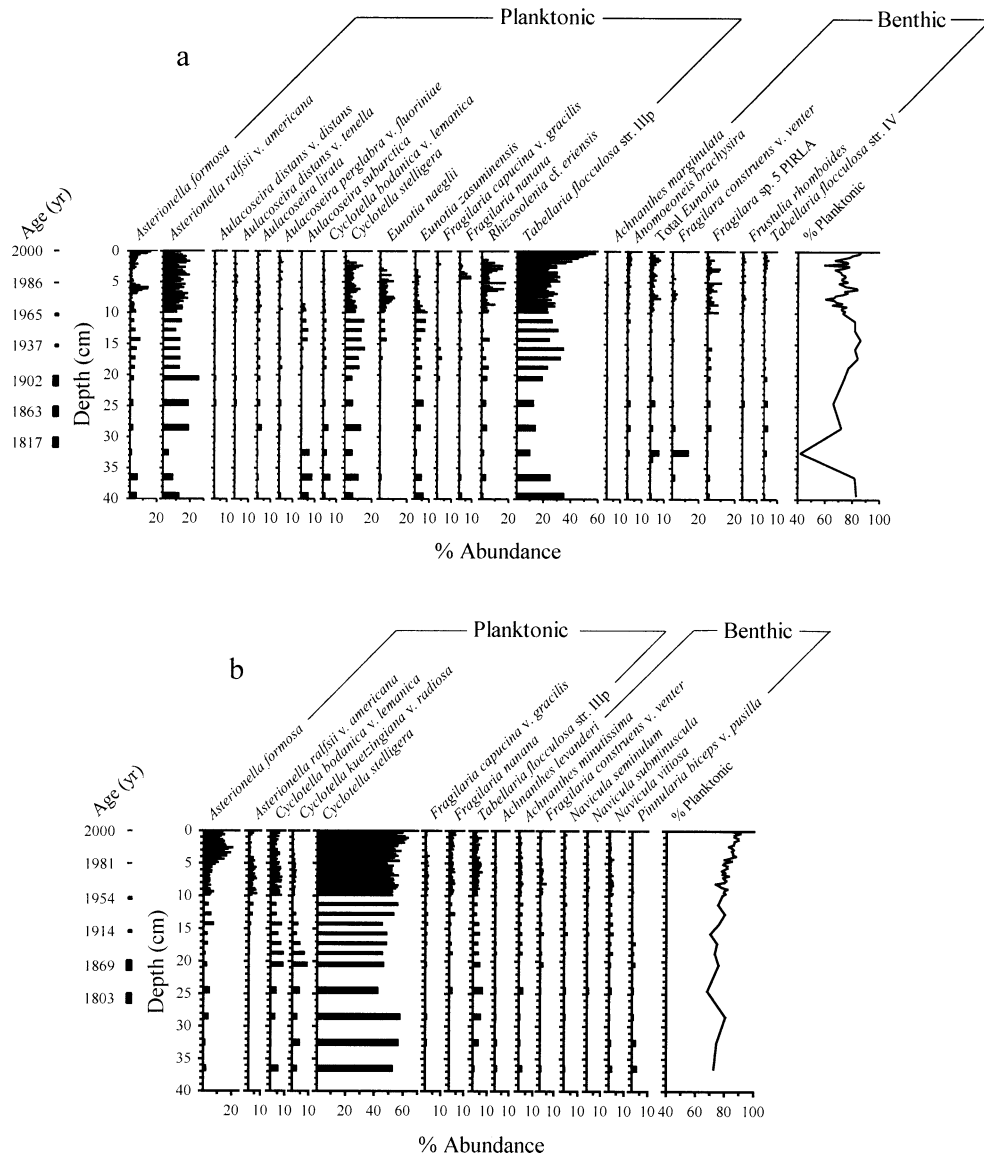 Planktonic
Benthic
a
Asterionella formosa
Asterionella ralfsii v. americana
Aulacoseira distans v. distans
Aulacoseira distans v. tenella
Aulacoseira lirata
Aulacoseira perglabra v. fluoriniae
Aulacoseira subarctica
Cyclotella bodanica v. lemanica
Cyclotella stelligera
Eunotia naeglii
Eunotia zasuminensis
Fragilaria capucina v. gracilis
Fragilaria nanana
Rhizosolenia cf. eriensis
Tabellaria flocculosa str. IIIp
Achnanthes marginulata
Anomoeoneis brachysira
Total Eunotia
Fragilara construens v. venter
Fragilara sp. 5 PIRLA
Frustulia rhomboides
Tabellaria flocculosa str. IV
% Planktonic
Age (yr)
2000
1986
1965
1937
1902
1863
1817
Depth (cm)
0
5
10
15
20
25
30
35
40
20 20 10 10 10 10 10 10 20 20 10 10 10 20 20 40 60 10 10 10 10 20 10 10 40 60 80 100
% Abundance
Planktonic
Benthic
b
Asterionella formosa
Asterionella ralfsii v. americana
Cyclotella bodanica v. lemanica
Cyclotella kuetzingiana v. radiosa
Cyclotella stelligera
Fragilaria capucina v. gracilis
Fragilaria nanana
Tabellaria flocculosa str. IIIp
Achnanthes levanderi
Achnanthes minutissima
Fragilaria construens v. venter
Navicula seminulum
Navicula subminuscula
Navicula vitiosa
Pinnularia biceps v. pusilla
% Planktonic
Age (yr)
2000
1981
1954
1914
1869
1803
Depth (cm)
0
5
10
15
20
25
30
35
40
20 10 10 10 20 40 60 10 10 10 10 10 10 10 10 10 10 40 60 80 100
% Abundance